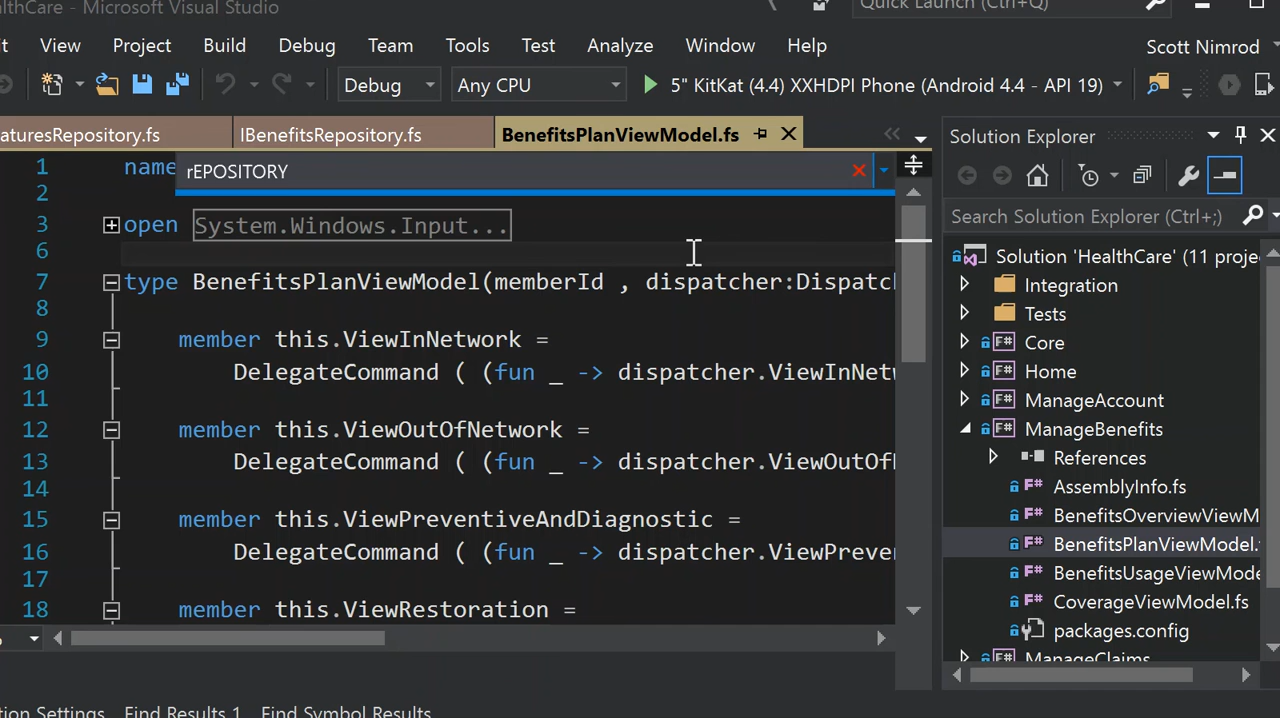 althCare - Microsoft Visual Studio
Quick Launch (Ctrl+Q)
it View Project Build Debug Team Tools Test Analyze Window Help Scott Nimrod
Debug Any CPU 5" KitKat (4.4) XXHDPI Phone (Android 4.4 - API 19)
aturesRepository.fs IBenefitsRepository.fs BenefitsPlanViewModel.fs
rEPOSITORY
1 name
2
3 open System.Windows.Input...
6
7 type BenefitsPlanViewModel(memberId , dispatcher:Dispatch
8
9 member this.ViewInNetwork =
10 DelegateCommand ( (fun _ -> dispatcher.ViewInNetw
11
12 member this.ViewOutOfNetwork =
13 DelegateCommand ( (fun _ -> dispatcher.ViewOutOfN
14
15 member this.ViewPreventiveAndDiagnostic =
16 DelegateCommand ( (fun _ -> dispatcher.ViewPreven
17
18 member this.ViewRestoration =
Solution Explorer
Search Solution Explorer (Ctrl+;)
Solution 'HealthCare' (11 proje
Integration
Tests
F# Core
F# Home
F# ManageAccount
F# ManageBenefits
References
F# AssemblyInfo.fs
F# BenefitsOverviewViewM
F# BenefitsPlanViewModel.
F# BenefitsUsageViewMode
F# CoverageViewModel.fs
packages.config
F# ManageClaims
tion Settings Find Results 1 Find Symbol Results